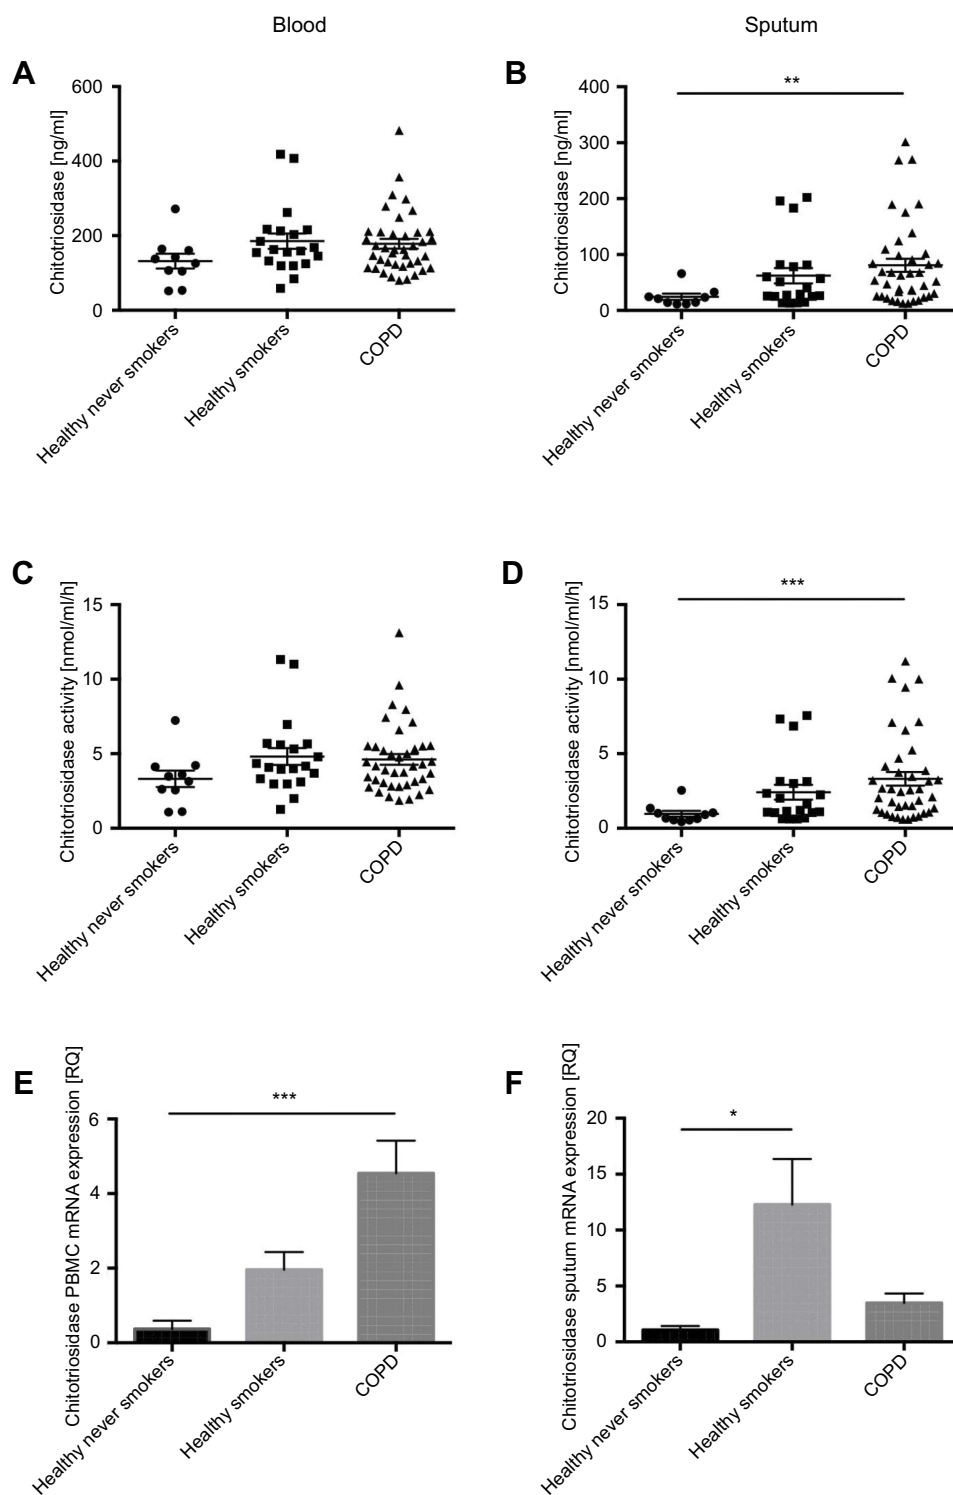 Blood
Sputum
A
Chitotriosidase [ng/ml]
600
400
200
0
Healthy never smokers
Healthy smokers
COPD
B
Chitotriosidase [ng/ml]
400
300
200
100
0
**
Healthy never smokers
Healthy smokers
COPD
C
Chitotriosidase activity [nmol/ml/h]
15
10
5
0
Healthy never smokers
Healthy smokers
COPD
D
Chitotriosidase activity [nmol/ml/h]
15
10
5
0
***
Healthy never smokers
Healthy smokers
COPD
E
Chitotriosidase PBMC mRNA expression [RQ]
6
4
2
0
***
Healthy never smokers
Healthy smokers
COPD
F
Chitotriosidase sputum mRNA expression [RQ]
20
15
10
5
0
*
Healthy never smokers
Healthy smokers
COPD